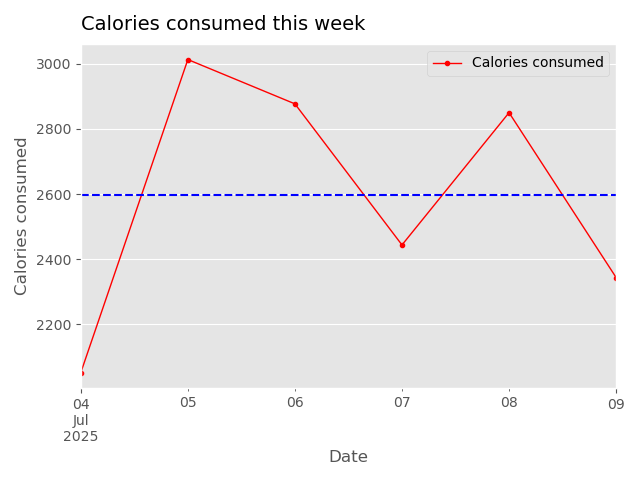 Calories consumed this week
Calories consumed
3000
2800
2600
2400
2200
Calories consumed
04 05 06 07 08 09
Jul
2025
Date